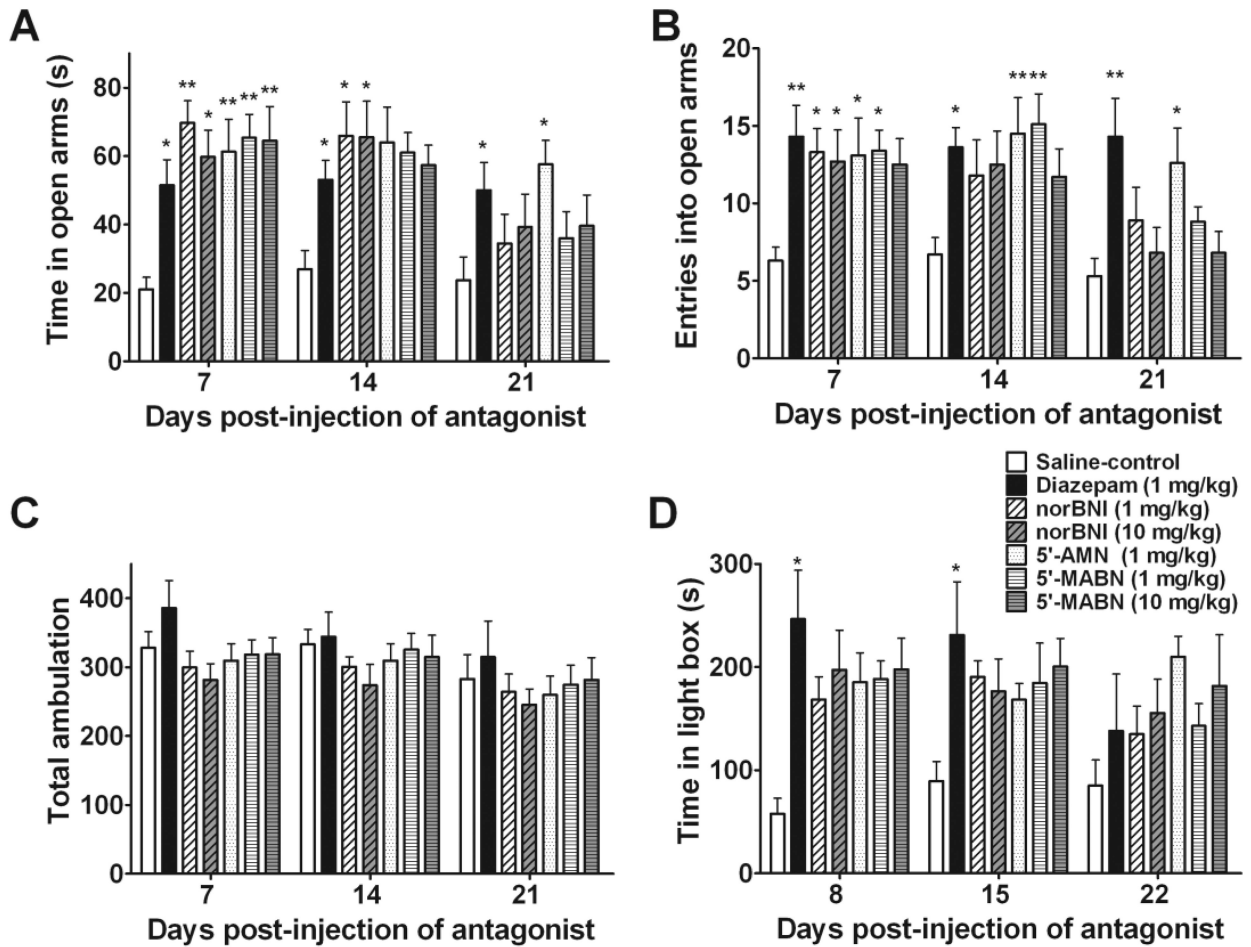 A
Time in open arms (s)
80
60
40
20
0
** * ** ** **
*
* *
*
*
*
7 14 21
Days post-injection of antagonist
B
Entries into open arms
20
15
10
5
0
**
* * * *
*
** **
**
*
7 14 21
Days post-injection of antagonist
Saline-control
Diazepam (1 mg/kg)
norBNI (1 mg/kg)
norBNI (10 mg/kg)
5'-AMN (1 mg/kg)
5'-MABN (1 mg/kg)
5'-MABN (10 mg/kg)
C
Total ambulation
400
300
200
100
0
7 14 21
Days post-injection of antagonist
D
Time in light box (s)
300
200
100
0
* *
8 15 22
Days post-injection of antagonist